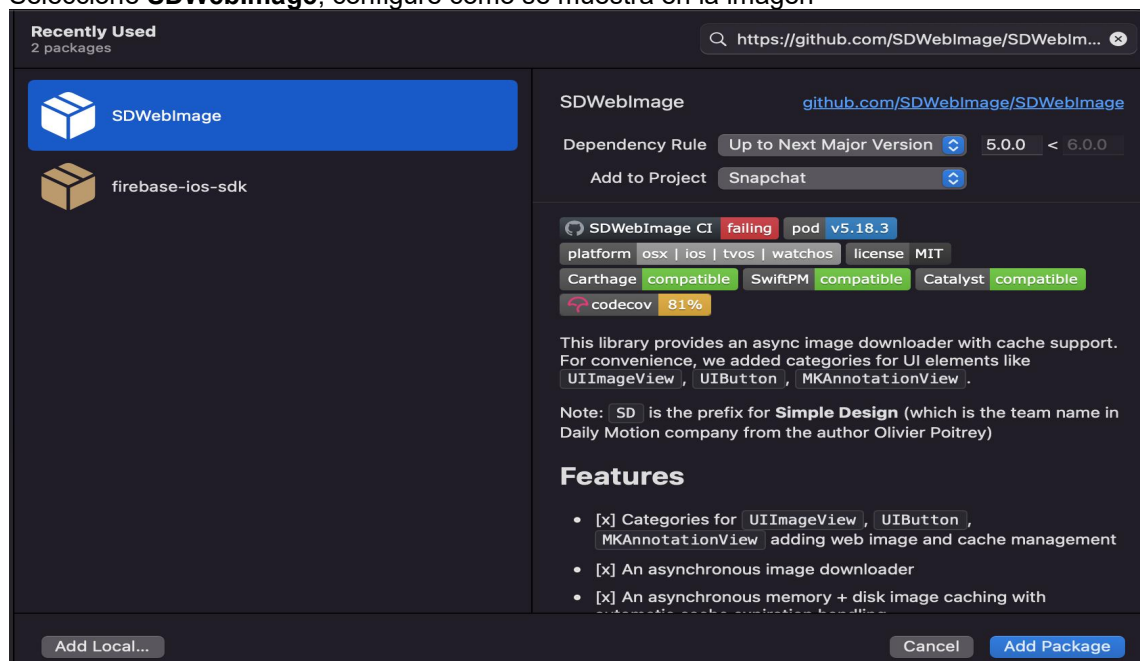 Seleccione SDWebImage, configure como se muestra en la imagen
Recently Used
2 packages
https://github.com/SDWebImage/SDWebIm...
SDWebImage
firebase-ios-sdk
SDWebImage github.com/SDWebImage/SDWebImage
Dependency Rule Up to Next Major Version 5.0.0 < 6.0.0
Add to Project Snapchat
SDWebImage CI failing pod v5.18.3
platform osx | ios | tvos | watchos license MIT
Carthage compatible SwiftPM compatible Catalyst compatible
codecov 81%
This library provides an async image downloader with cache support.
For convenience, we added categories for UI elements like
UIImageView, UIButton, MKAnnotationView.
Note: SD is the prefix for Simple Design (which is the team name in
Daily Motion company from the author Olivier Poitrey)
Features
• [x] Categories for UIImageView, UIButton,
MKAnnotationView adding web image and cache management
• [x] An asynchronous image downloader
• [x] An asynchronous memory + disk image caching with
Add Local... Cancel Add Package